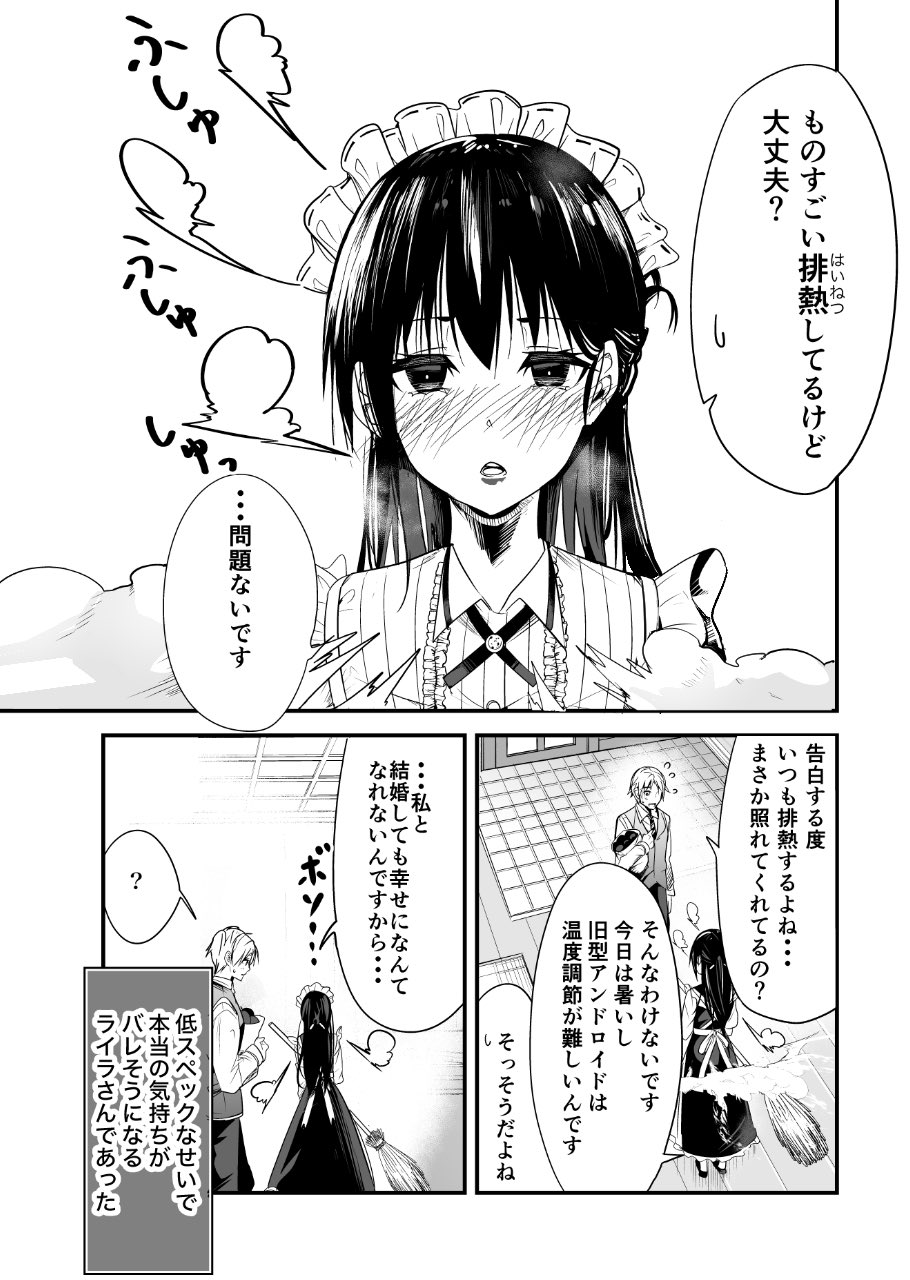 ものすごい排熱してるけど
はいねつ
大丈夫?
ふしゅ
ふしゅ
しゅっ
・・・問題ないです
告白する度
いつも排熱するよね・・・
まさか照れてくれてるの?
そんなわけないです
今日は暑いし
旧型アンドロイドは
温度調節が難しいんです
そっそうだよね
・・・私と
結婚しても幸せになんて
なれないんですから・・・
ボソ・・・
?
低スペックなせいで
本当の気持ちが
バレそうになる
ライラさんであった